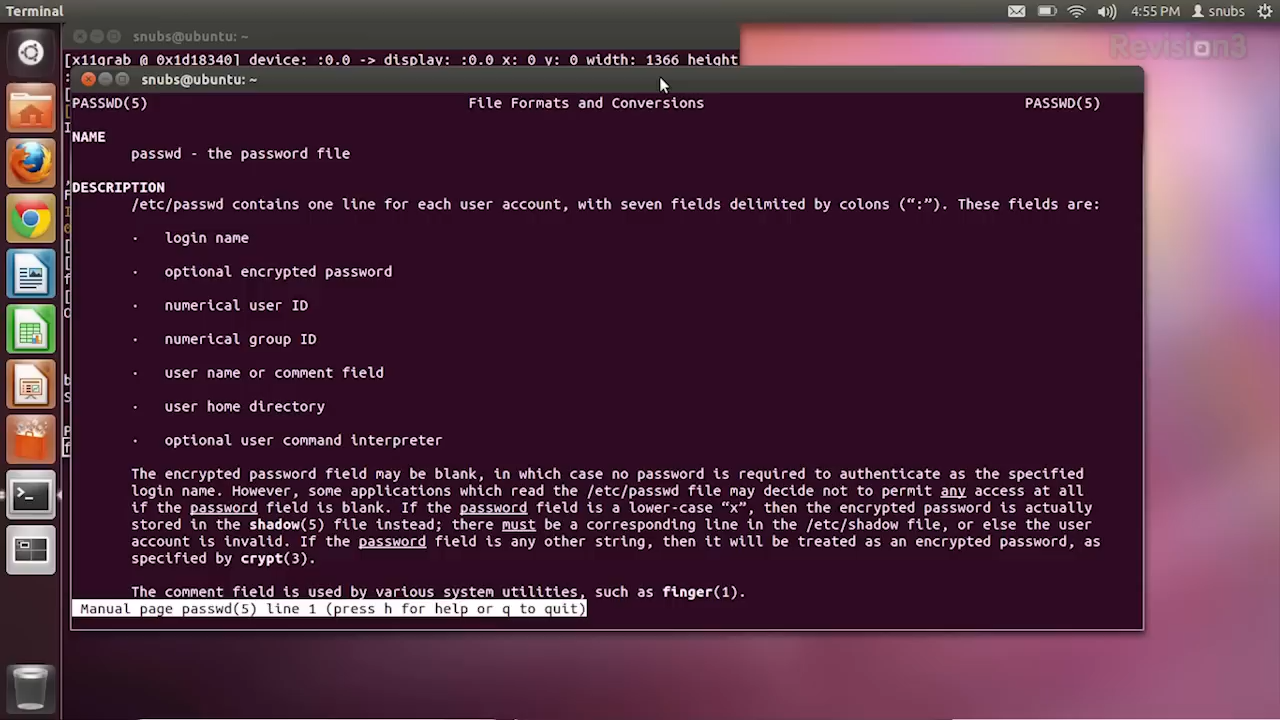 Terminal
4:55 PM
snubs
Revision3
snubs@ubuntu: ~
[x11grab @ 0x1d18340] device: :0.0 -> display: :0.0 x: 0 y: 0 width: 1366 height
snubs@ubuntu: ~
PASSWD(5) File Formats and Conversions PASSWD(5)
NAME
passwd - the password file
DESCRIPTION
/etc/passwd contains one line for each user account, with seven fields delimited by colons (“:”). These fields are:
· login name
· optional encrypted password
· numerical user ID
· numerical group ID
· user name or comment field
· user home directory
· optional user command interpreter
The encrypted password field may be blank, in which case no password is required to authenticate as the specified
login name. However, some applications which read the /etc/passwd file may decide not to permit any access at all
if the password field is blank. If the password field is a lower-case “x”, then the encrypted password is actually
stored in the shadow(5) file instead; there must be a corresponding line in the /etc/shadow file, or else the user
account is invalid. If the password field is any other string, then it will be treated as an encrypted password, as
specified by crypt(3).
The comment field is used by various system utilities, such as finger(1).
Manual page passwd(5) line 1 (press h for help or q to quit)